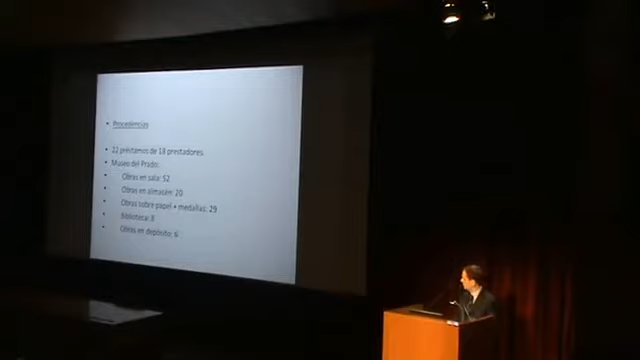 Procedencias
22 préstamos de 18 prestadores.
Museo del Prado:
Obras en sala: 52
Obras en almacén: 20
Obras sobre papel + medallas: 29
Biblioteca: 3
Obras en depósito: 6